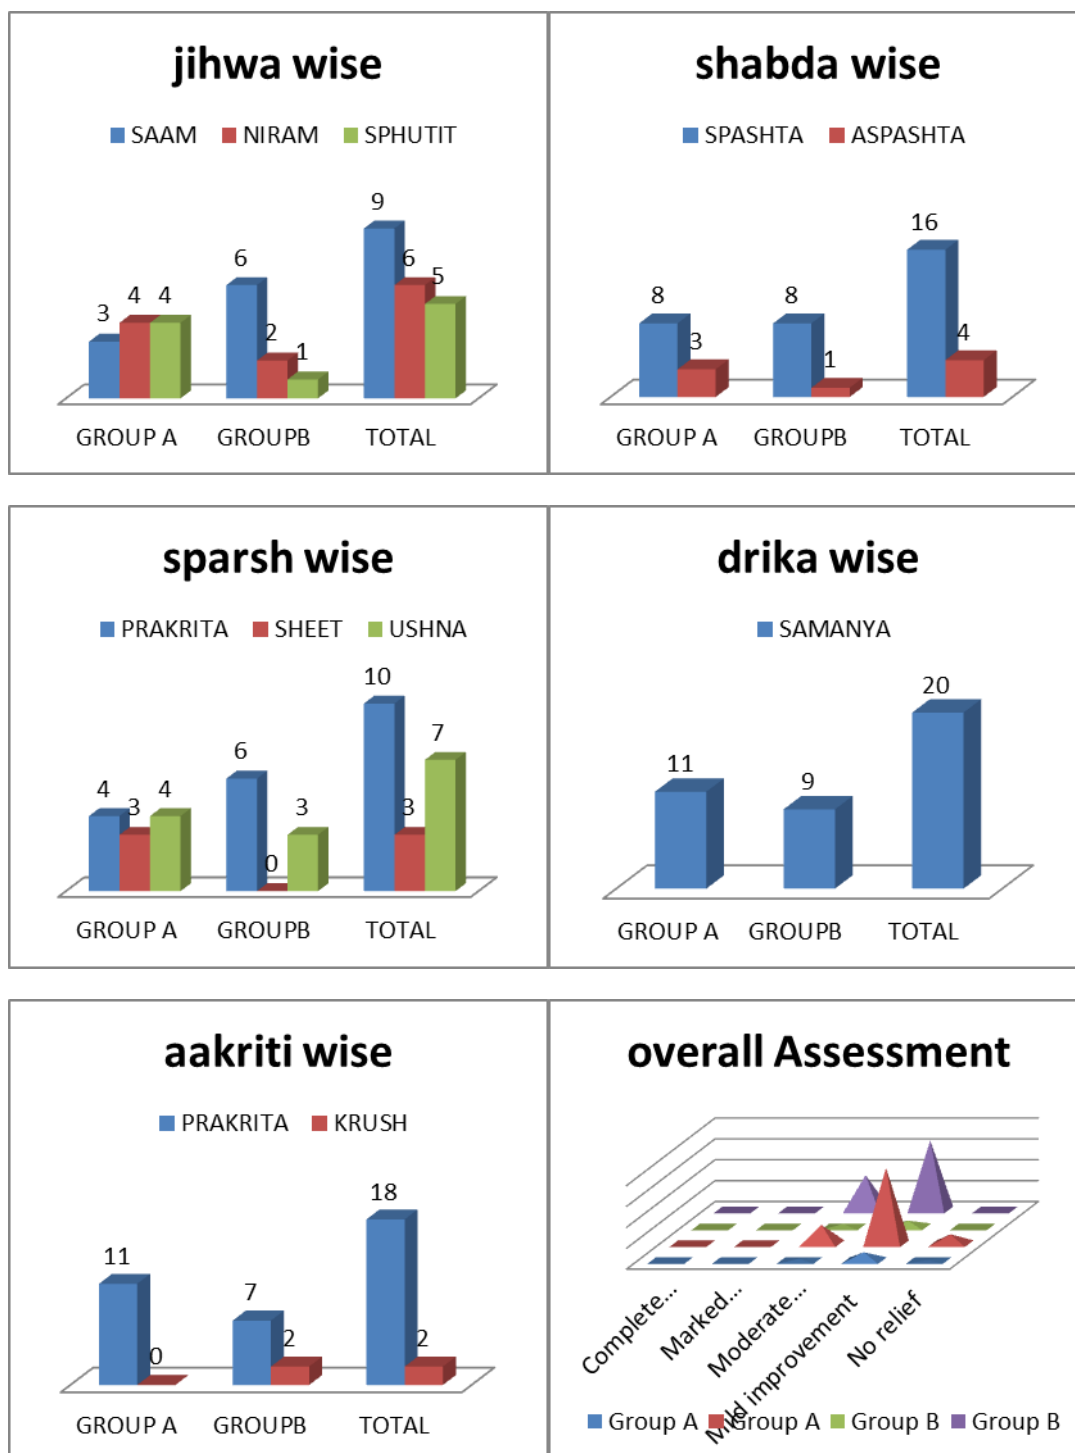 jihwa wise
SAAM NIRAM SPHUTIT
9
6
6
5
4 4
3
2
1
GROUP A GROUPB TOTAL
shabda wise
SPASHTA ASPASHTA
16
8 8
3
1
4
GROUP A GROUPB TOTAL
sparsh wise
PRAKRITA SHEET USHNA
10
7
6
4 3 4
0
3
3
GROUP A GROUPB TOTAL
drika wise
SAMANYA
20
11
9
GROUP A GROUPB TOTAL
aakriti wise
PRAKRITA KRUSH
18
11
7
0
2
2
GROUP A GROUPB TOTAL
overall Assessment
Complete...
Marked...
Moderate...
Mild improvement
No relief
Group A Group A Group B Group B